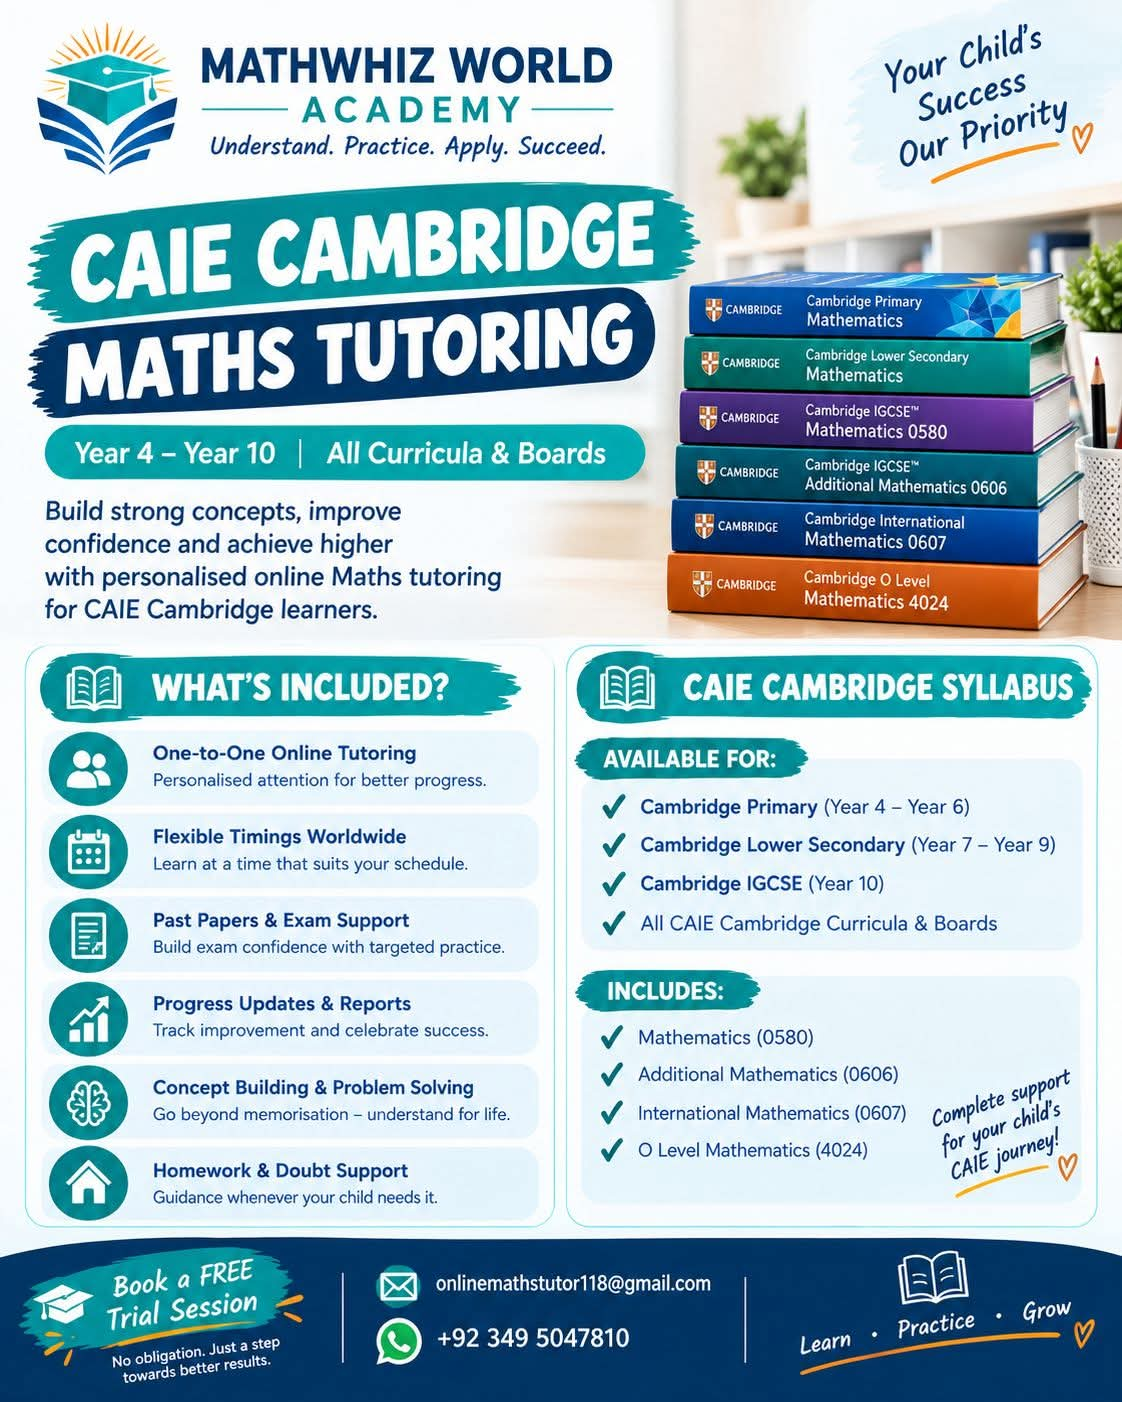 MATHWHIZ WORLD
ACADEMY
Understand. Practice. Apply. Succeed.
Your Child's
Success
Our Priority
CAIE CAMBRIDGE
MATHS TUTORING
Year 4 – Year 10 | All Curricula & Boards
Build strong concepts, improve
confidence and achieve higher
with personalised online Maths tutoring
for CAIE Cambridge learners.
CAMBRIDGE
Cambridge Primary
Mathematics
CAMBRIDGE
Cambridge Lower Secondary
Mathematics
CAMBRIDGE
Cambridge IGCSE™
Mathematics 0580
CAMBRIDGE
Cambridge IGCSE™
Additional Mathematics 0606
CAMBRIDGE
Cambridge International
Mathematics 0607
CAMBRIDGE
Cambridge O Level
Mathematics 4024
WHAT'S INCLUDED?
One-to-One Online Tutoring
Personalised attention for better progress.
Flexible Timings Worldwide
Learn at a time that suits your schedule.
Past Papers & Exam Support
Build exam confidence with targeted practice.
Progress Updates & Reports
Track improvement and celebrate success.
Concept Building & Problem Solving
Go beyond memorisation – understand for life.
Homework & Doubt Support
Guidance whenever your child needs it.
CAIE CAMBRIDGE SYLLABUS
AVAILABLE FOR:
Cambridge Primary (Year 4 – Year 6)
Cambridge Lower Secondary (Year 7 – Year 9)
Cambridge IGCSE (Year 10)
All CAIE Cambridge Curricula & Boards
INCLUDES:
Mathematics (0580)
Additional Mathematics (0606)
International Mathematics (0607)
O Level Mathematics (4024)
Complete support
for your child's
CAIE journey!
Book a FREE
Trial Session
No obligation. Just a step
towards better results.
onlinemathstutor118@gmail.com
+92 349 5047810
Learn · Practice · Grow